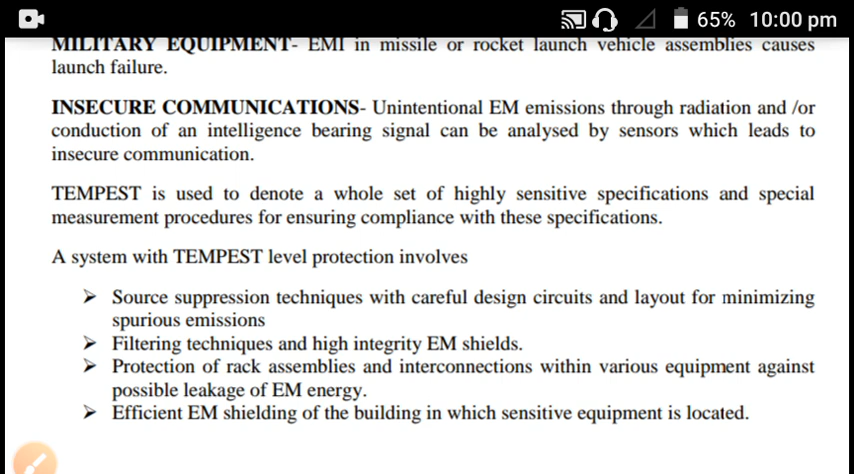 65% 10:00 pm
MILITARY EQUIPMENT- EMI in missile or rocket launch vehicle assemblies causes
launch failure.
INSECURE COMMUNICATIONS- Unintentional EM emissions through radiation and /or
conduction of an intelligence bearing signal can be analysed by sensors which leads to
insecure communication.
TEMPEST is used to denote a whole set of highly sensitive specifications and special
measurement procedures for ensuring compliance with these specifications.
A system with TEMPEST level protection involves
➤ Source suppression techniques with careful design circuits and layout for minimizing
spurious emissions
➤ Filtering techniques and high integrity EM shields.
➤ Protection of rack assemblies and interconnections within various equipment against
possible leakage of EM energy.
➤ Efficient EM shielding of the building in which sensitive equipment is located.